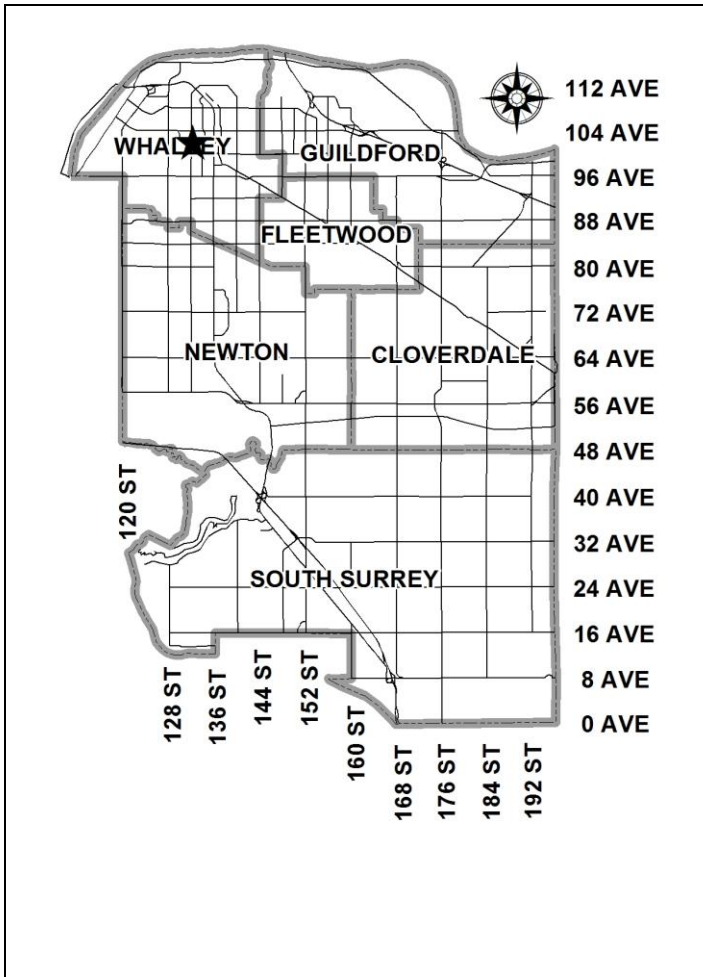 112 AVE
104 AVE
WHALLEY
GUILDFORD
96 AVE
88 AVE
FLEETWOOD
80 AVE
72 AVE
NEWTON
CLOVERDALE
64 AVE
56 AVE
48 AVE
120 ST
40 AVE
32 AVE
SOUTH SURREY
24 AVE
16 AVE
128 ST
136 ST
144 ST
152 ST
160 ST
8 AVE
0 AVE
168 ST
176 ST
184 ST
192 ST